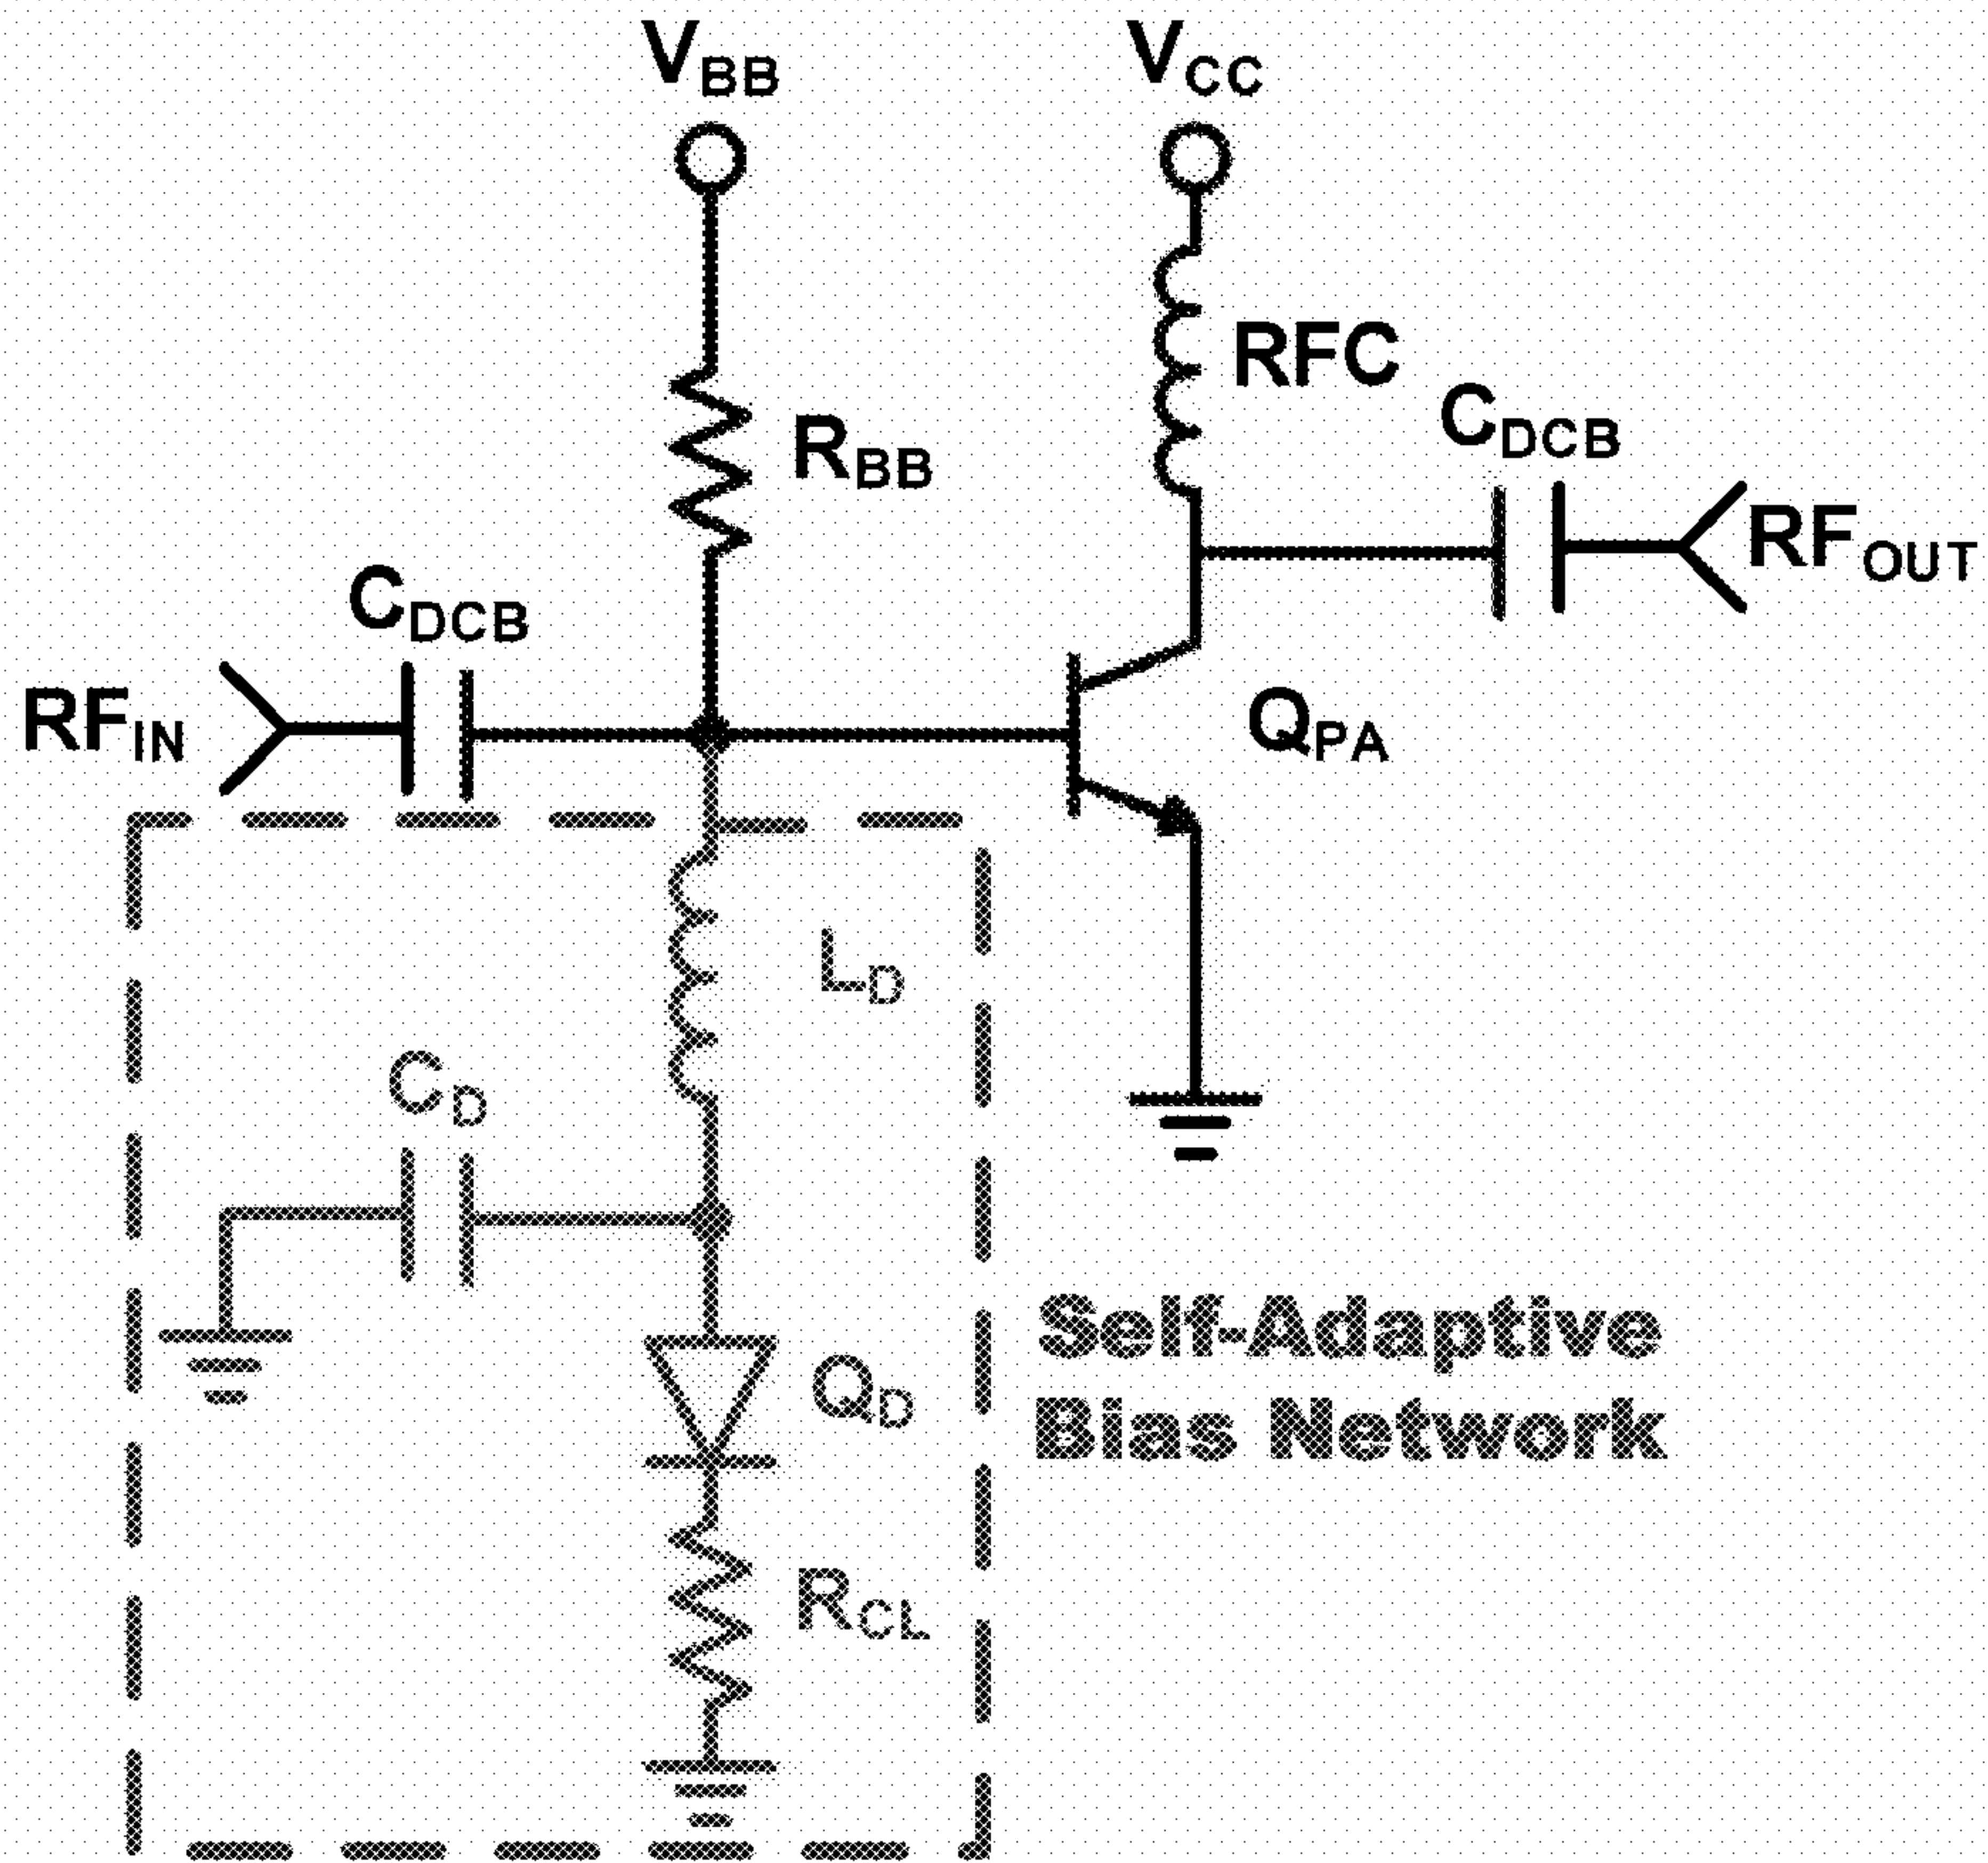 VBB
VCC
RFC
CDCB
RBB
RFOUT
CDCB
RFIN
QPA
LD
CD
Self-Adaptive
Bias Network
QD
RCL